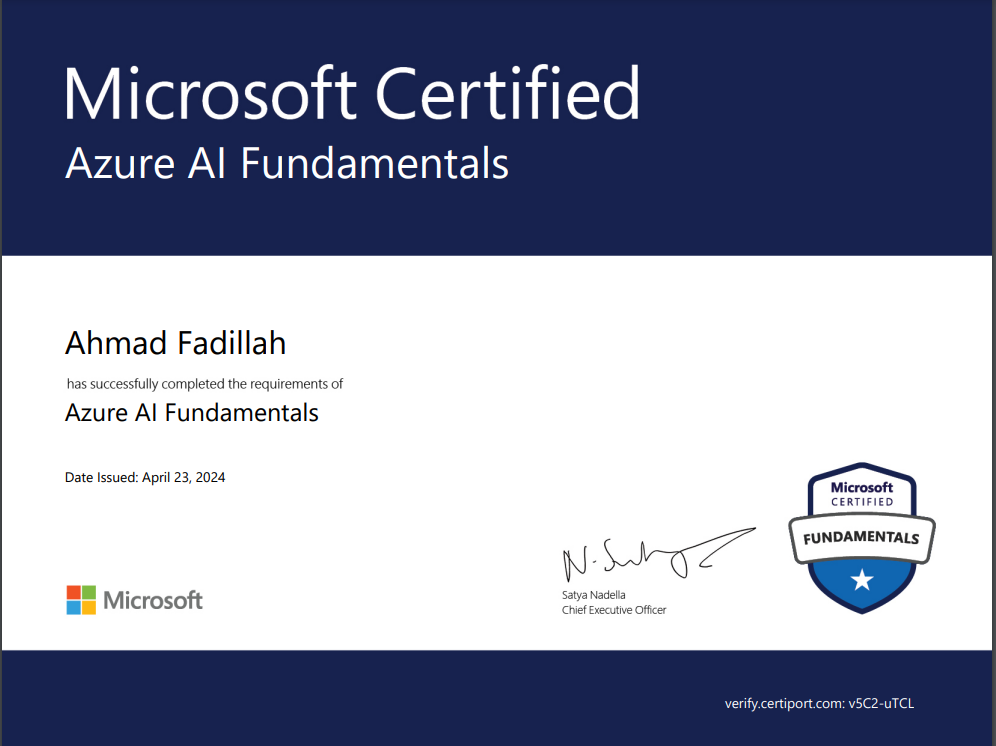 Microsoft Certified
Azure AI Fundamentals
Ahmad Fadillah
has successfully completed the requirements of
Azure AI Fundamentals
Date Issued: April 23, 2024
Microsoft
CERTIFIED
FUNDAMENTALS
Satya Nadella
Chief Executive Officer
Microsoft
verify.certiport.com: v5C2-uTCL